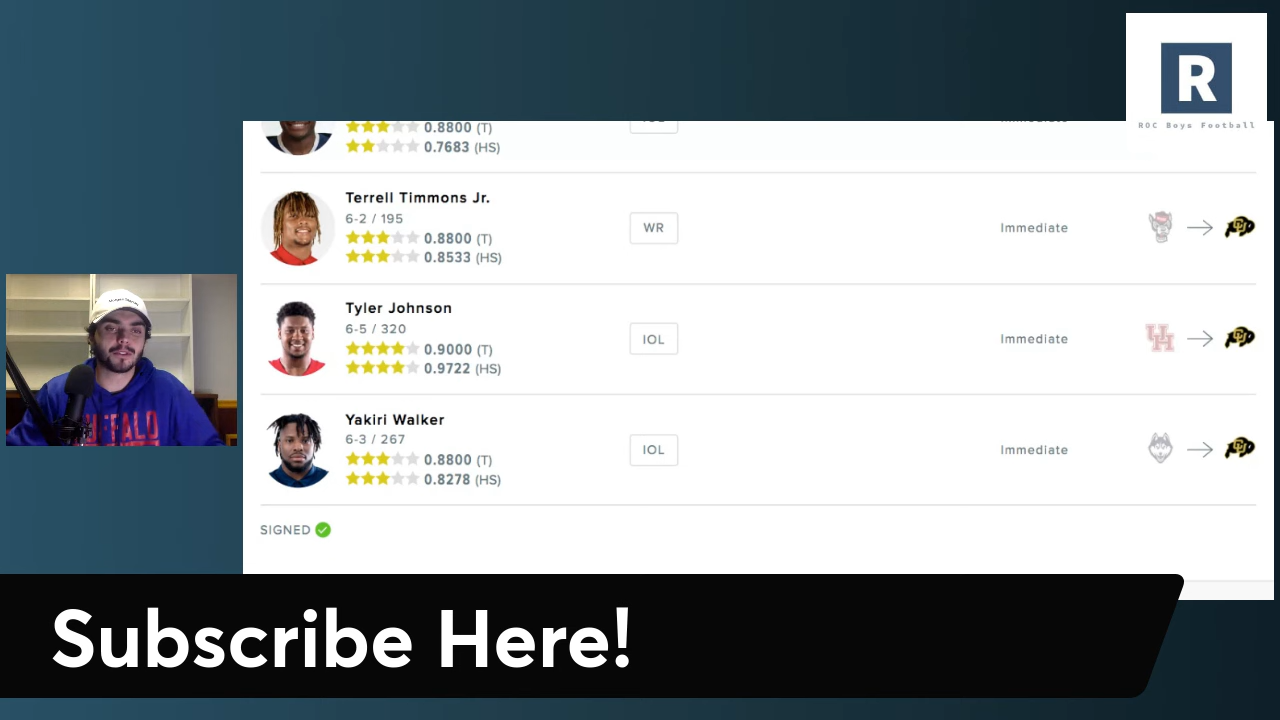 R
ROC Boys Football
0.8800 (T)
0.7683 (HS)
Terrell Timmons Jr.
6-2 / 195
0.8800 (T)
0.8533 (HS)
WR
Immediate
Tyler Johnson
6-5 / 320
0.9000 (T)
0.9722 (HS)
IOL
Immediate
UH
Yakiri Walker
6-3 / 267
0.8800 (T)
0.8278 (HS)
IOL
Immediate
SIGNED
BUFFALO
Subscribe Here!